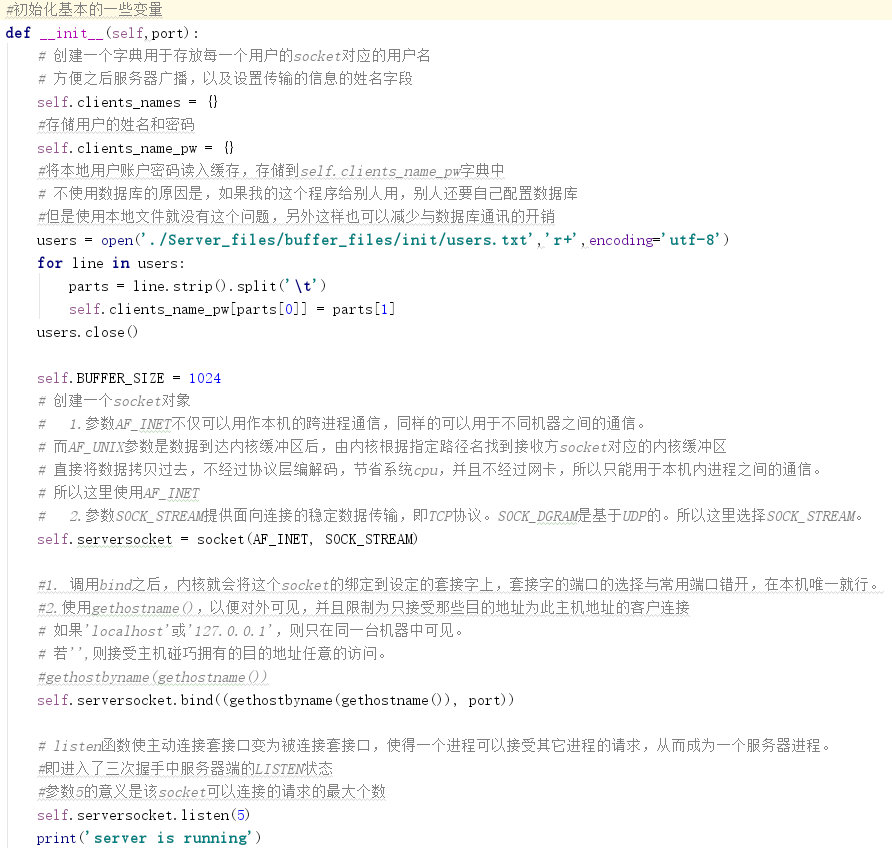 #初始化基本的一些变量
def __init__(self,port):
# 创建一个字典用于存放每一个用户的socket对应的用户名
# 方便之后服务器广播，以及设置传输的信息的姓名字段
self.clients_names = {}
#存储用户的姓名和密码
self.clients_name_pw = {}
#将本地用户账户密码读入缓存，存储到self.clients_name_pw字典中
# 不使用数据库的原因是，如果我的这个程序给别人用，别人还要自己配置数据库
#但是使用本地文件就没有这个问题，另外这样也可以减少与数据库通讯的开销
users = open('./Server_files/buffer_files/init/users.txt','r+',encoding='utf-8')
for line in users:
parts = line.strip().split('\t')
self.clients_name_pw[parts[0]] = parts[1]
users.close()
self.BUFFER_SIZE = 1024
# 创建一个socket对象
#   1.参数AF_INET不仅可以用作本机的跨进程通信，同样的可以用于不同机器之间的通信。
# 而AF_UNIX参数是数据到达内核缓冲区后，由内核根据指定路径名找到接收方socket对应的内核缓冲区
# 直接将数据拷贝过去，不经过协议层编解码，节省系统cpu，并且不经过网卡，所以只能用于本机内进程之间的通信。
# 所以这里使用AF_INET
#   2.参数SOCK_STREAM提供面向连接的稳定数据传输，即TCP协议。SOCK_DGRAM是基于UDP的。所以这里选择SOCK_STREAM。
self.serversocket = socket(AF_INET, SOCK_STREAM)
#1. 调用bind之后，内核就会将这个socket的绑定到设定的套接字上，套接字的端口的选择与常用端口错开，在本机唯一就行。
#2.使用gethostname()，以便对外可见，并且限制为只接受那些目的地址为此主机地址的客户连接
# 如果'localhost'或'127.0.0.1'，则只在同一台机器中可见。
# 若'',则接受主机碰巧拥有的目的地址任意的访问。
#gethostbyname(gethostname())
self.serversocket.bind((gethostbyname(gethostname()), port))
# listen函数使主动连接套接口变为被连接套接口，使得一个进程可以接受其它进程的请求，从而成为一个服务器进程。
#即进入了三次握手中服务器端的LISTEN状态
#参数5的意义是该socket可以连接的请求的最大个数
self.serversocket.listen(5)
print('server is running')